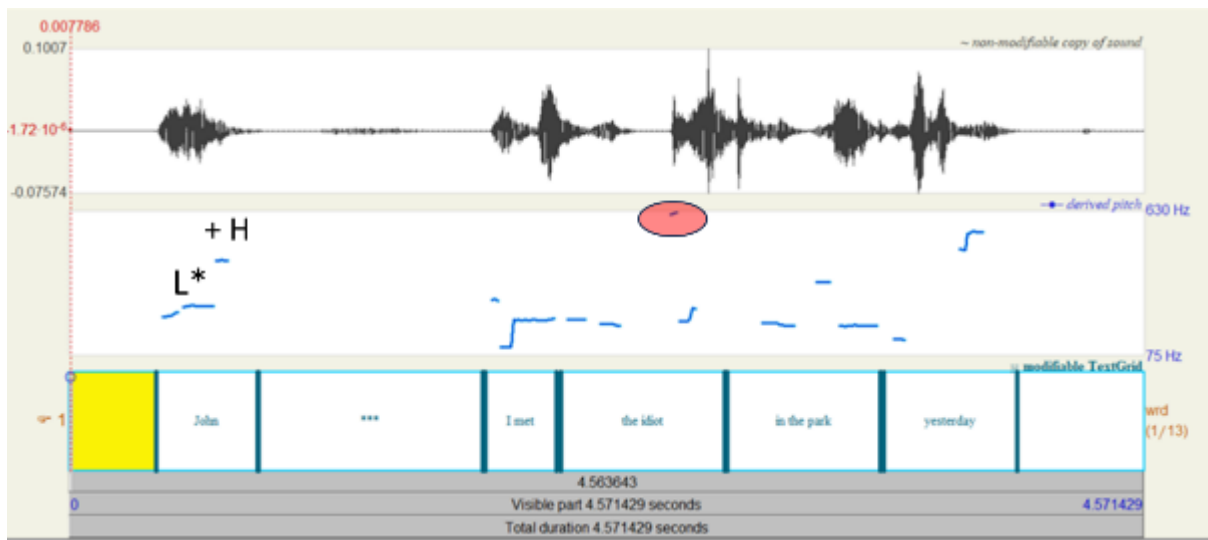 0.007786
0.1007
~ non-modifiable copy of sound
-1.72·10-6
-0.07574
derived pitch 630 Hz
+ H
L*
75 Hz
modifiable TextGrid
1 John *** I met the idiot in the park yesterday wrd
(1/13)
4.563643
0 Visible part 4.571429 seconds 4.571429
Total duration 4.571429 seconds